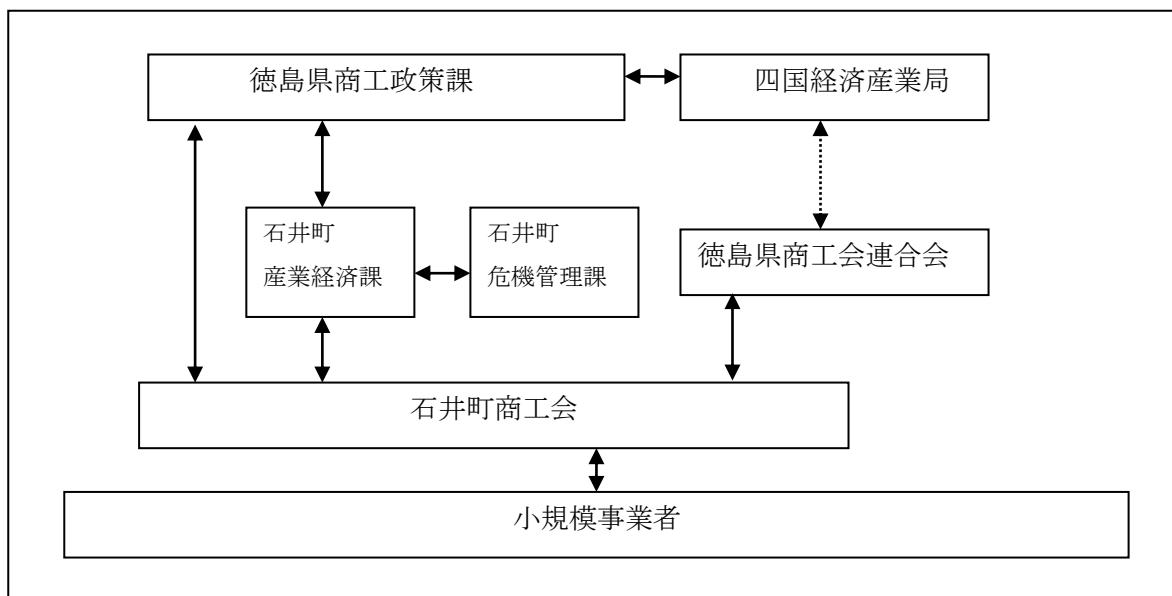 徳島県商工政策課
四国経済産業局
石井町
産業経済課
石井町
危機管理課
徳島県商工会連合会
石井町商工会
小規模事業者